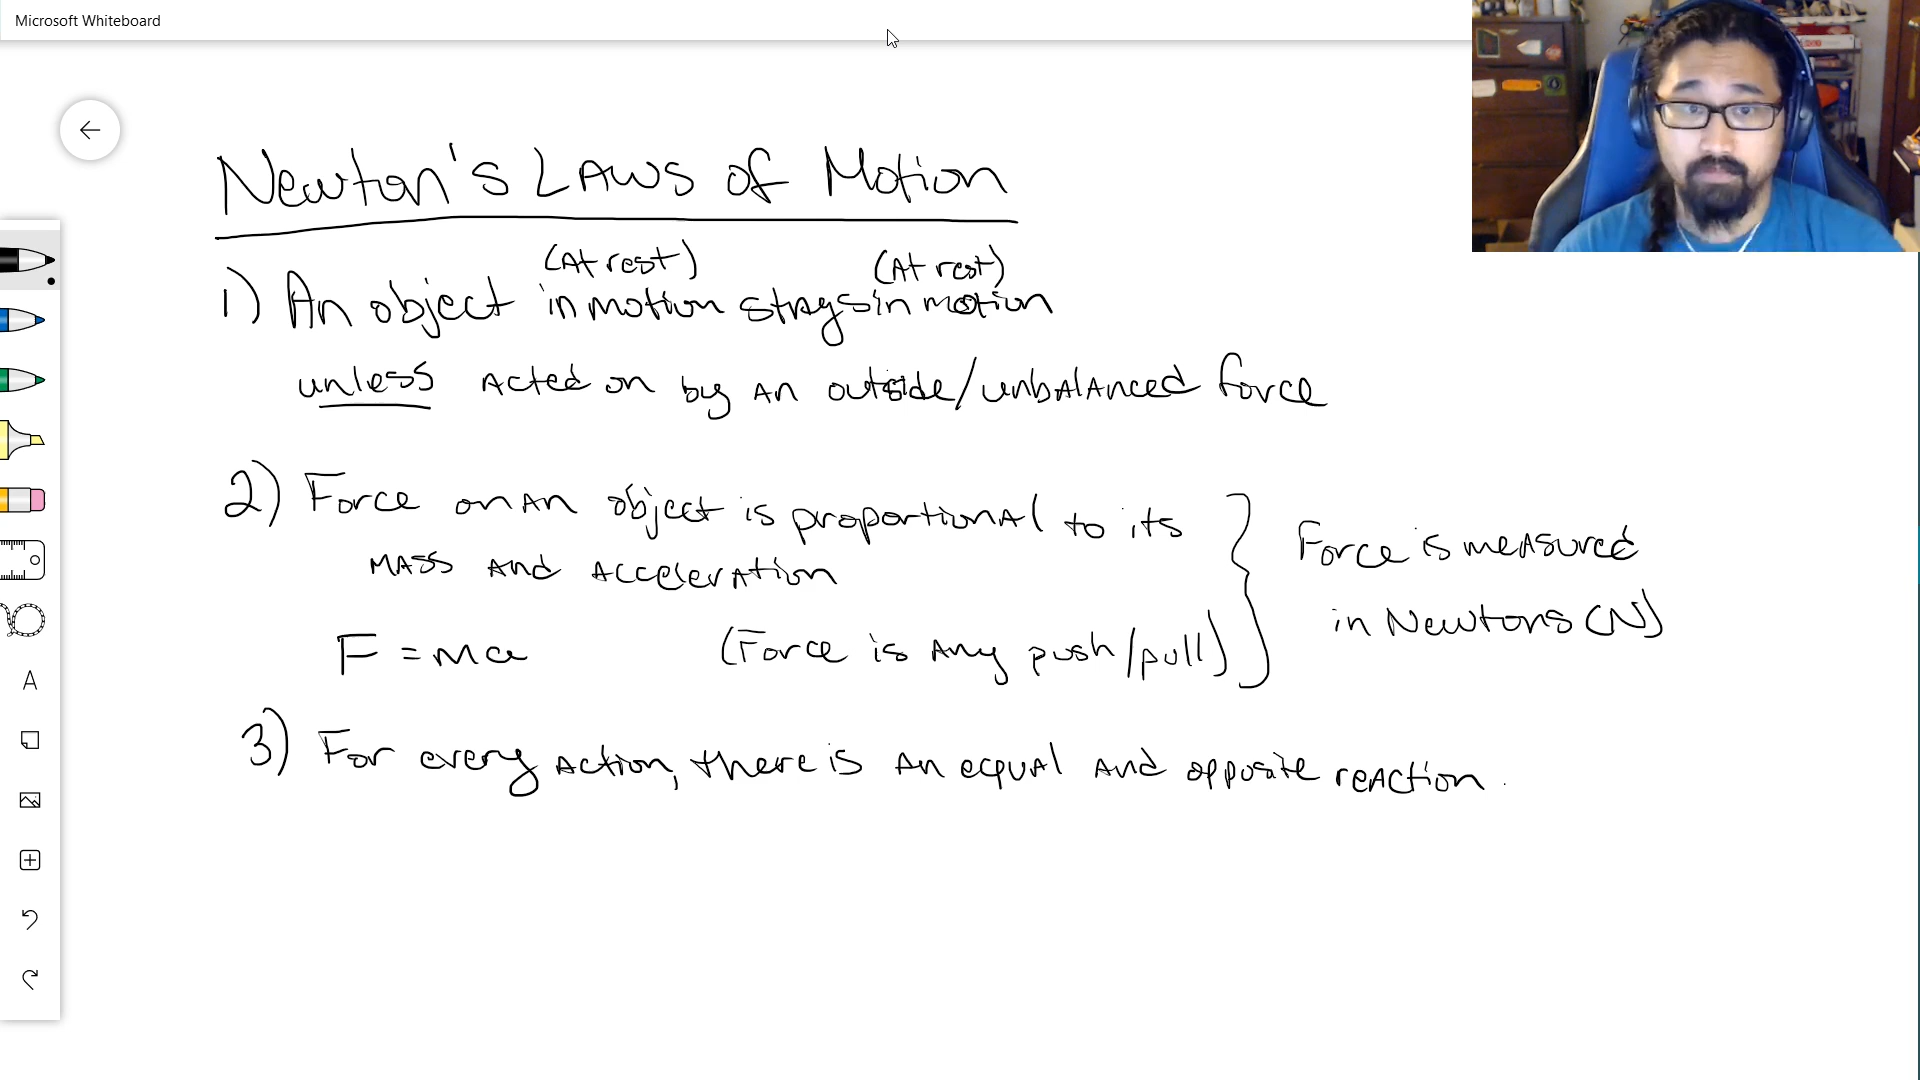 Microsoft Whiteboard
Newton's Laws of Motion
(At rest) (At rest)
1) An object in motion stays in motion
unless acted on by an outside/unbalanced force
2) Force on an object is proportional to its
mass and acceleration
F = ma (Force is any push/pull)
Force is measured
in Newtons (N)
3) For every action, there is an equal and opposite reaction.